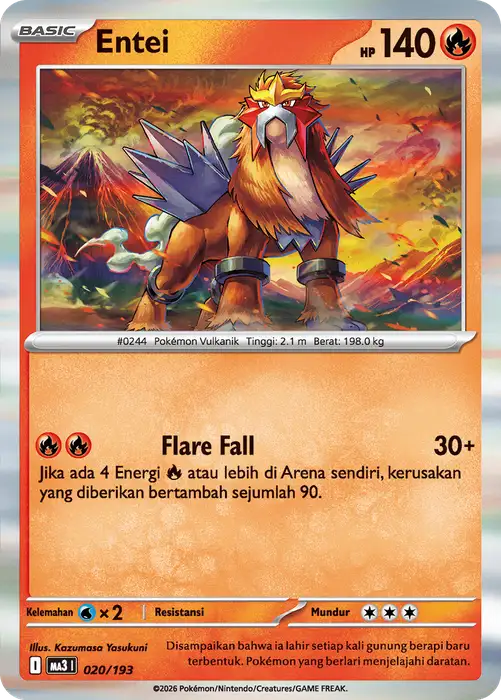 BASIC Entei HP 140
#0244 Pokémon Vulkanik Tinggi: 2.1 m Berat: 198.0 kg
Flare Fall 30+
Jika ada 4 Energi atau lebih di Arena sendiri, kerusakan
yang diberikan bertambah sejumlah 90.
Kelemahan ×2 Resistansi Mundur
Illus. Kazumasa Yasukuni
Disampaikan bahwa ia lahir setiap kali gunung berapi baru
terbentuk. Pokémon yang berlari menjelajahi daratan.
I MA3 I 020/193
©2026 Pokémon/Nintendo/Creatures/GAME FREAK.